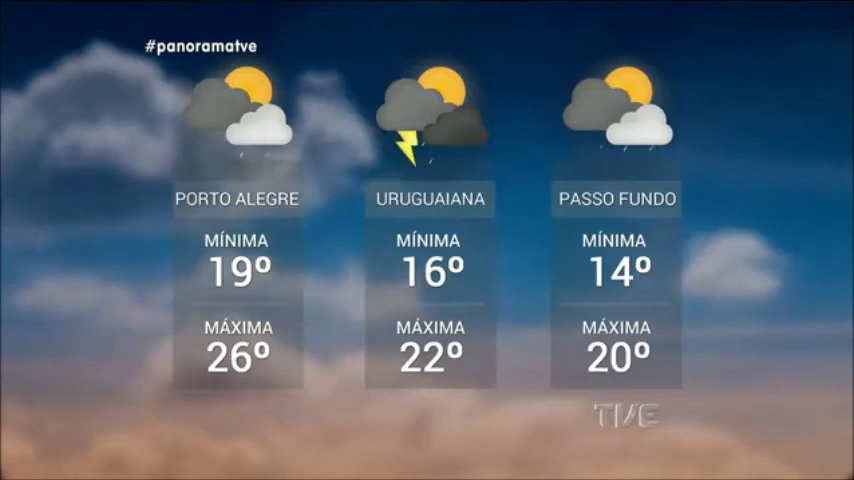 #panoramatve
PORTO ALEGRE
MÍNIMA
19º
MÁXIMA
26º
URUGUAIANA
MÍNIMA
16º
MÁXIMA
22º
PASSO FUNDO
MÍNIMA
14º
MÁXIMA
20º
TVE